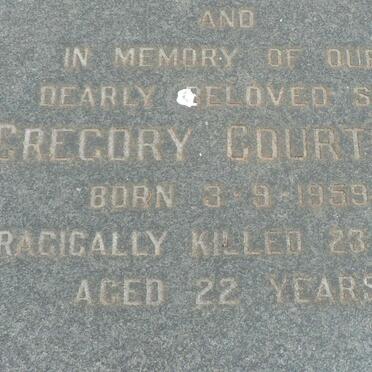 AND
IN MEMORY OF OUR
DEARLY BELOVED S
GREGORY COURT
BORN 3-9-1959
RAGICALLY KILLED 23
AGED 22 YEARS